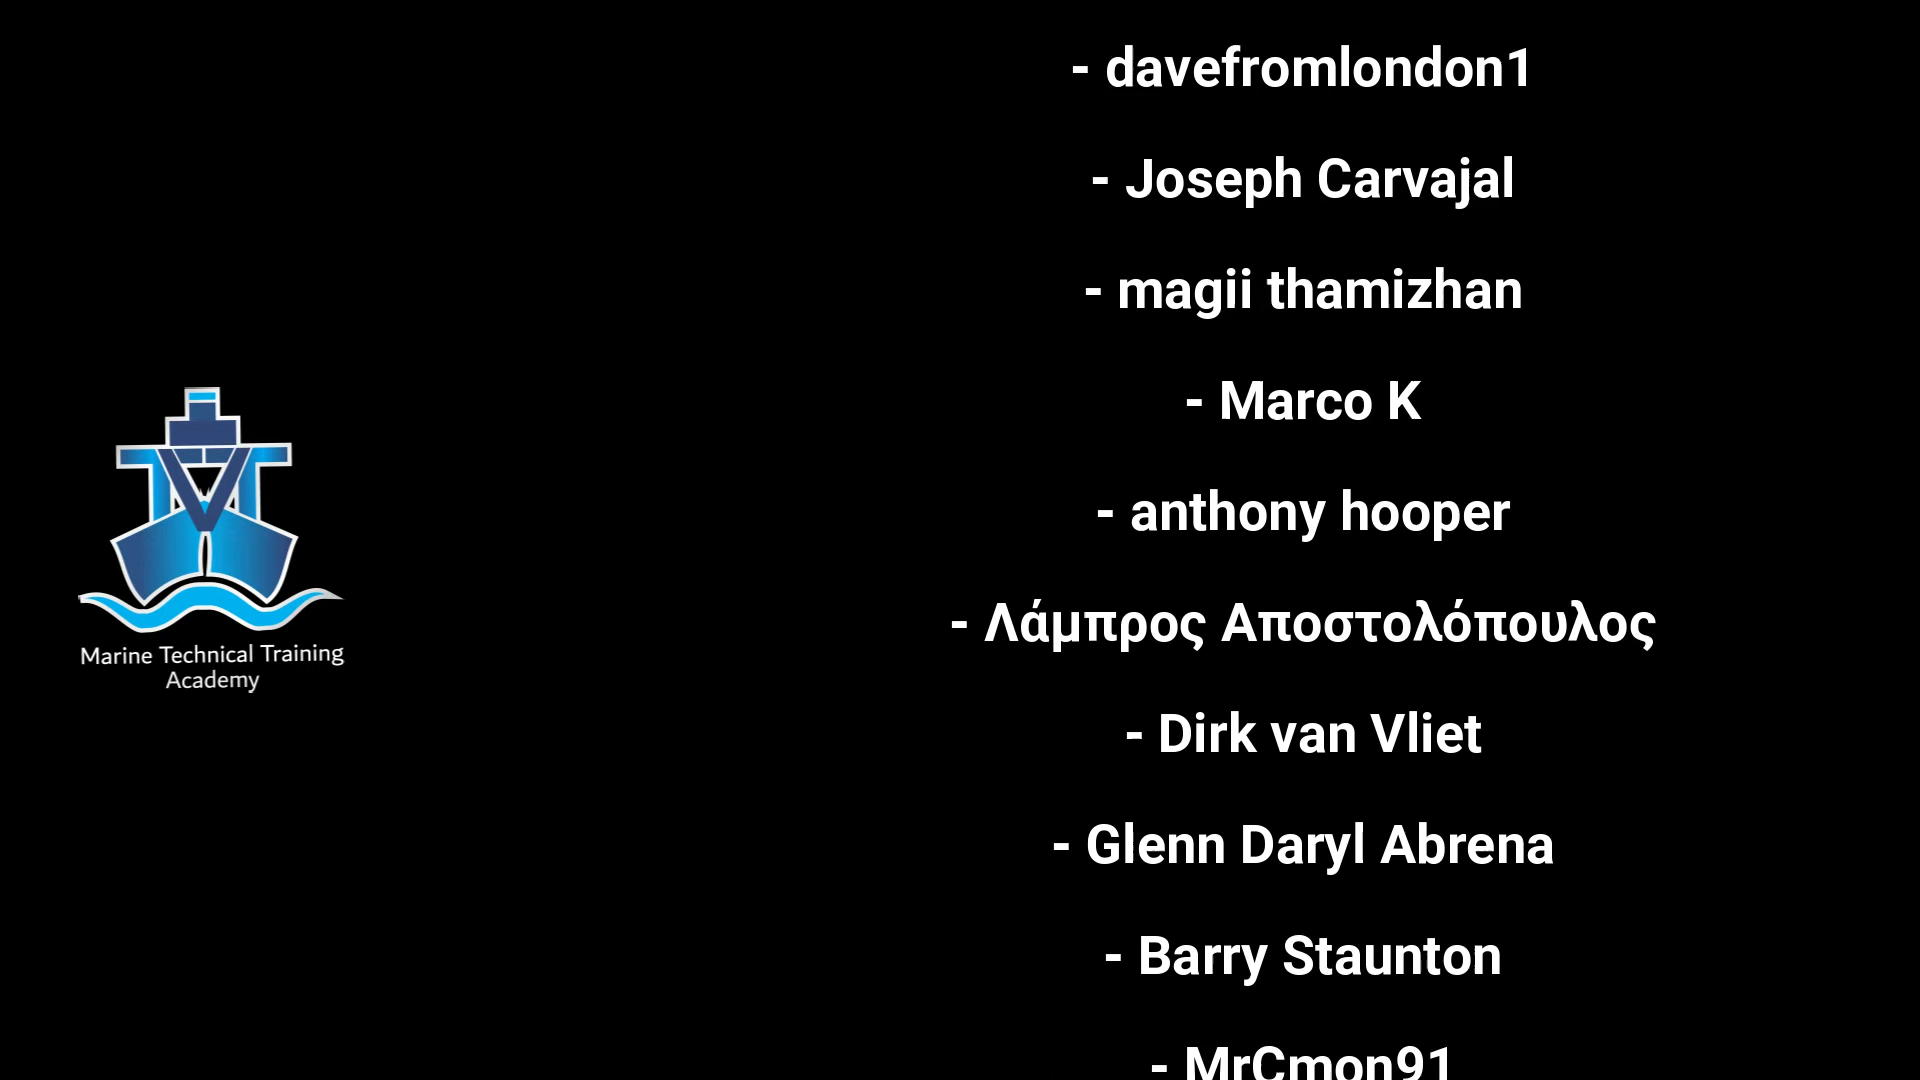 - davefromlondon1
- Joseph Carvajal
- magii thamizhan
- Marco K
- anthony hooper
- Λάμπρος Αποστολόπουλος
- Dirk van Vliet
- Glenn Daryl Abrena
- Barry Staunton
- MrCmon91
Marine Technical Training
Academy